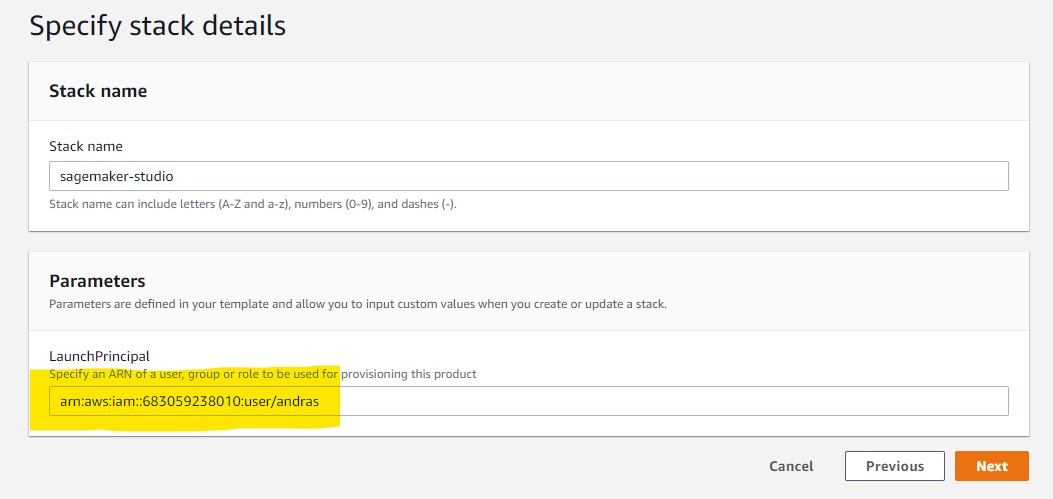 Specify stack details
Stack name
Stack name
sagemaker-studio
Stack name can include letters (A-Z and a-z), numbers (0-9), and dashes (-).
Parameters
Parameters are defined in your template and allow you to input custom values when you create or update a stack.
LaunchPrincipal
Specify an ARN of a user, group or role to be used for provisioning this product
arn:aws:iam::683059238010:user/andras
Cancel Previous Next